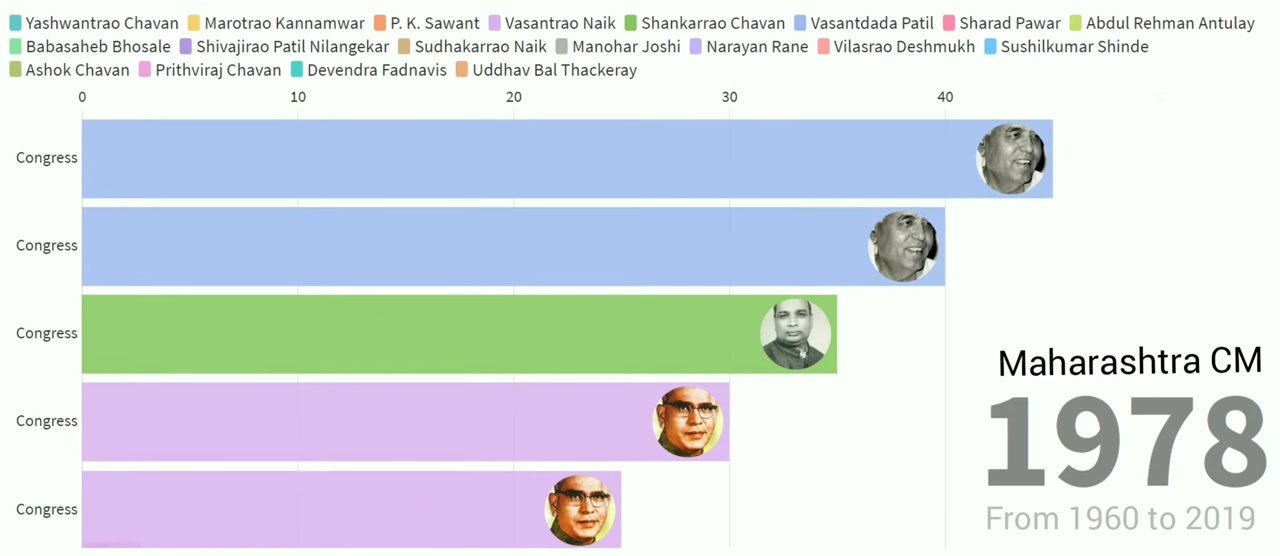 Yashwantrao Chavan Marotrao Kannamwar P. K. Sawant Vasantrao Naik Shankarrao Chavan Vasantdada Patil Sharad Pawar Abdul Rehman Antulay
Babasaheb Bhosale Shivajirao Patil Nilangekar Sudhakarrao Naik Manohar Joshi Narayan Rane Vilasrao Deshmukh Sushilkumar Shinde
Ashok Chavan Prithviraj Chavan Devendra Fadnavis Uddhav Bal Thackeray
0 10 20 30 40
Congress
Congress
Congress
Congress
Congress
Maharashtra CM
1978
From 1960 to 2019